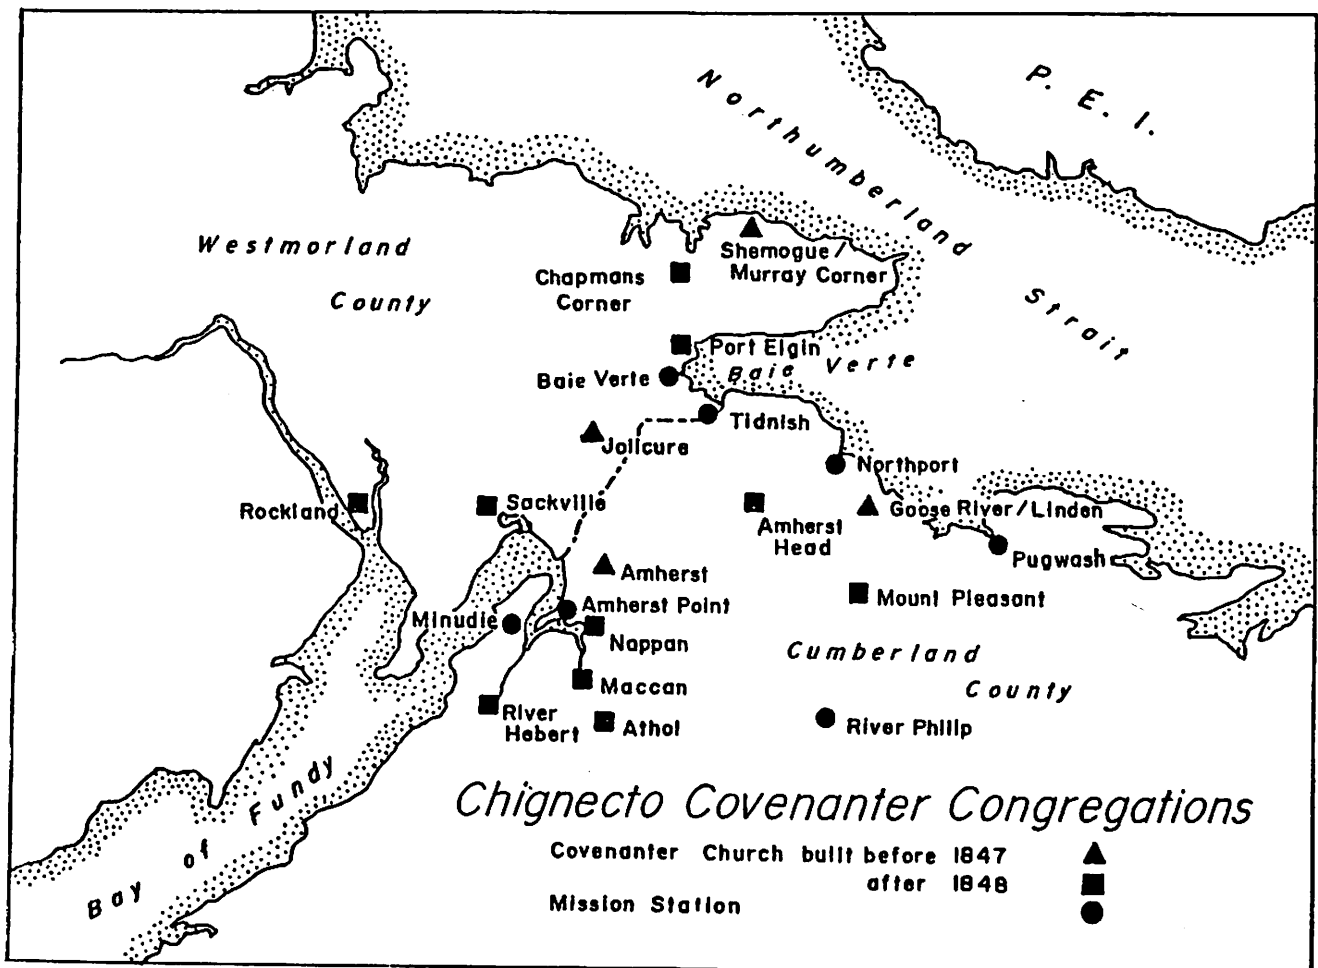 P. E. I.
Northumberland
Strait
Westmorland
County
Shemogue/
Murray Corner
Chapmans
Corner
Port Elgin
Baie Verte
Baie Verte
Tidnish
Jolicure
Northport
Rockland
Sackville
Amherst
Head
Goose River/Linden
Pugwash
Amherst
Amherst Point
Mount Pleasant
Minudie
Nappan
Cumberland
County
Maccan
River
Hebert
Athol
River Philip
Bay of Fundy
Chignecto Covenanter Congregations
Covenanter Church built before 1847
after 1848
Mission Station